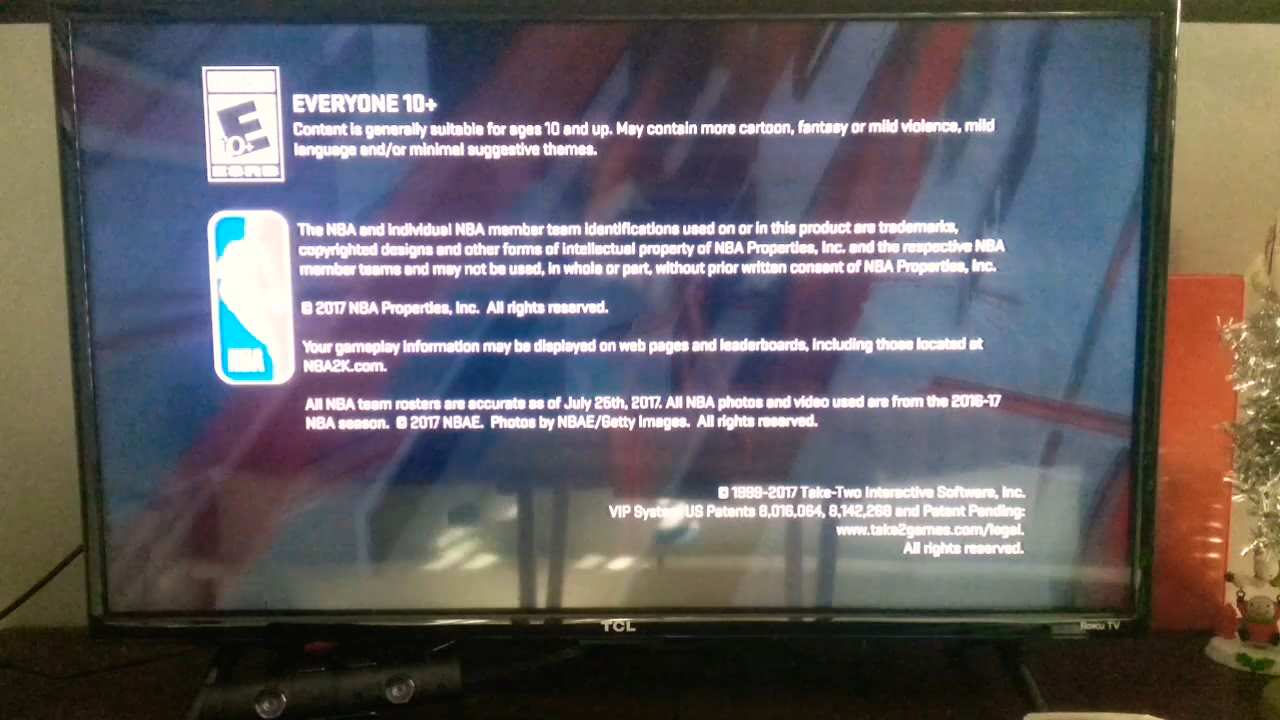 EVERYONE 10+
Content is generally suitable for ages 10 and up. May contain more cartoon, fantasy or mild violence, mild
language and/or minimal suggestive themes.
E
10+
ESRB
The NBA and individual NBA member team identifications used on or in this product are trademarks,
copyrighted designs and other forms of intellectual property of NBA Properties, Inc. and the respective NBA
member teams and may not be used, in whole or part, without prior written consent of NBA Properties, Inc.
© 2017 NBA Properties, Inc. All rights reserved.
NBA
Your gameplay information may be displayed on web pages and leaderboards, including those located at
NBA2K.com.
All NBA team rosters are accurate as of July 25th, 2017. All NBA photos and video used are from the 2016-17
NBA season. © 2017 NBAE. Photos by NBAE/Getty Images. All rights reserved.
© 1999-2017 Take-Two Interactive Software, Inc.
VIP System US Patents 8,016,064, 8,142,268 and Patent Pending:
www.take2games.com/legal.
All rights reserved.
TCL
Roku TV